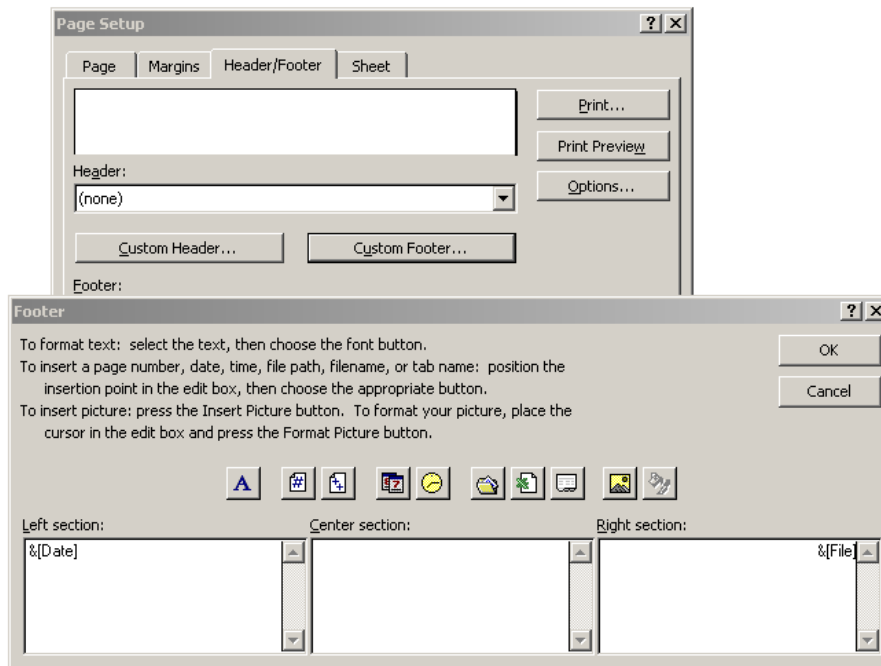 Page Setup
Page Margins Header/Footer Sheet
Print...
Print Preview
Header:
Options...
(none)
Custom Header... Custom Footer...
Footer:
Footer
To format text: select the text, then choose the font button.
To insert a page number, date, time, file path, filename, or tab name: position the
insertion point in the edit box, then choose the appropriate button.
To insert picture: press the Insert Picture button. To format your picture, place the
cursor in the edit box and press the Format Picture button.
OK
Cancel
Left section: Center section: Right section:
&[Date] &[File]